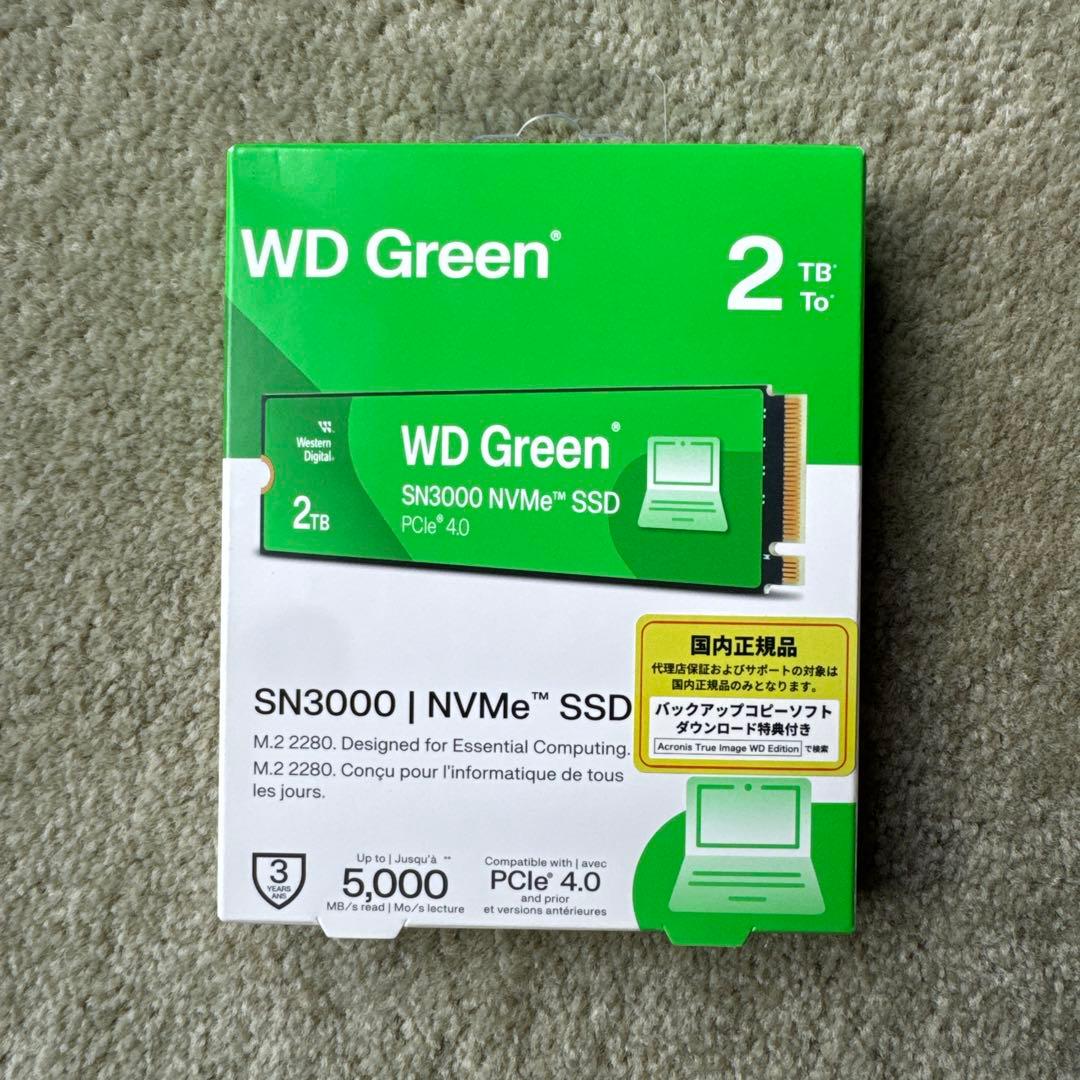 WD Green®
2 TB*
To*
Western
Digital®
2TB
WD Green®
SN3000 NVMe™ SSD
PCIe® 4.0
国内正規品
代理店保証およびサポートの対象は
国内正規品のみとなります。
バックアップコピーソフト
ダウンロード特典付き
Acronis True Image WD Edition で検索
SN3000 | NVMe™ SSD
M.2 2280. Designed for Essential Computing.
M.2 2280. Conçu pour l'informatique de tous
les jours.
3
YEARS
ANS
Up to | Jusqu'à **
5,000
MB/s read | Mo/s lecture
Compatible with | avec
PCIe® 4.0
and prior
et versions antérieures